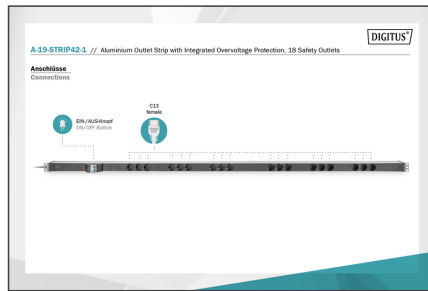 DIGITUS®
A-19-STRIP42-1 // Aluminium Outlet Strip with Integrated Overvoltage Protection, 18 Safety Outlets
Anschlüsse
Connections
C13
female
EIN-/AUS-Knopf
ON/OFF Button